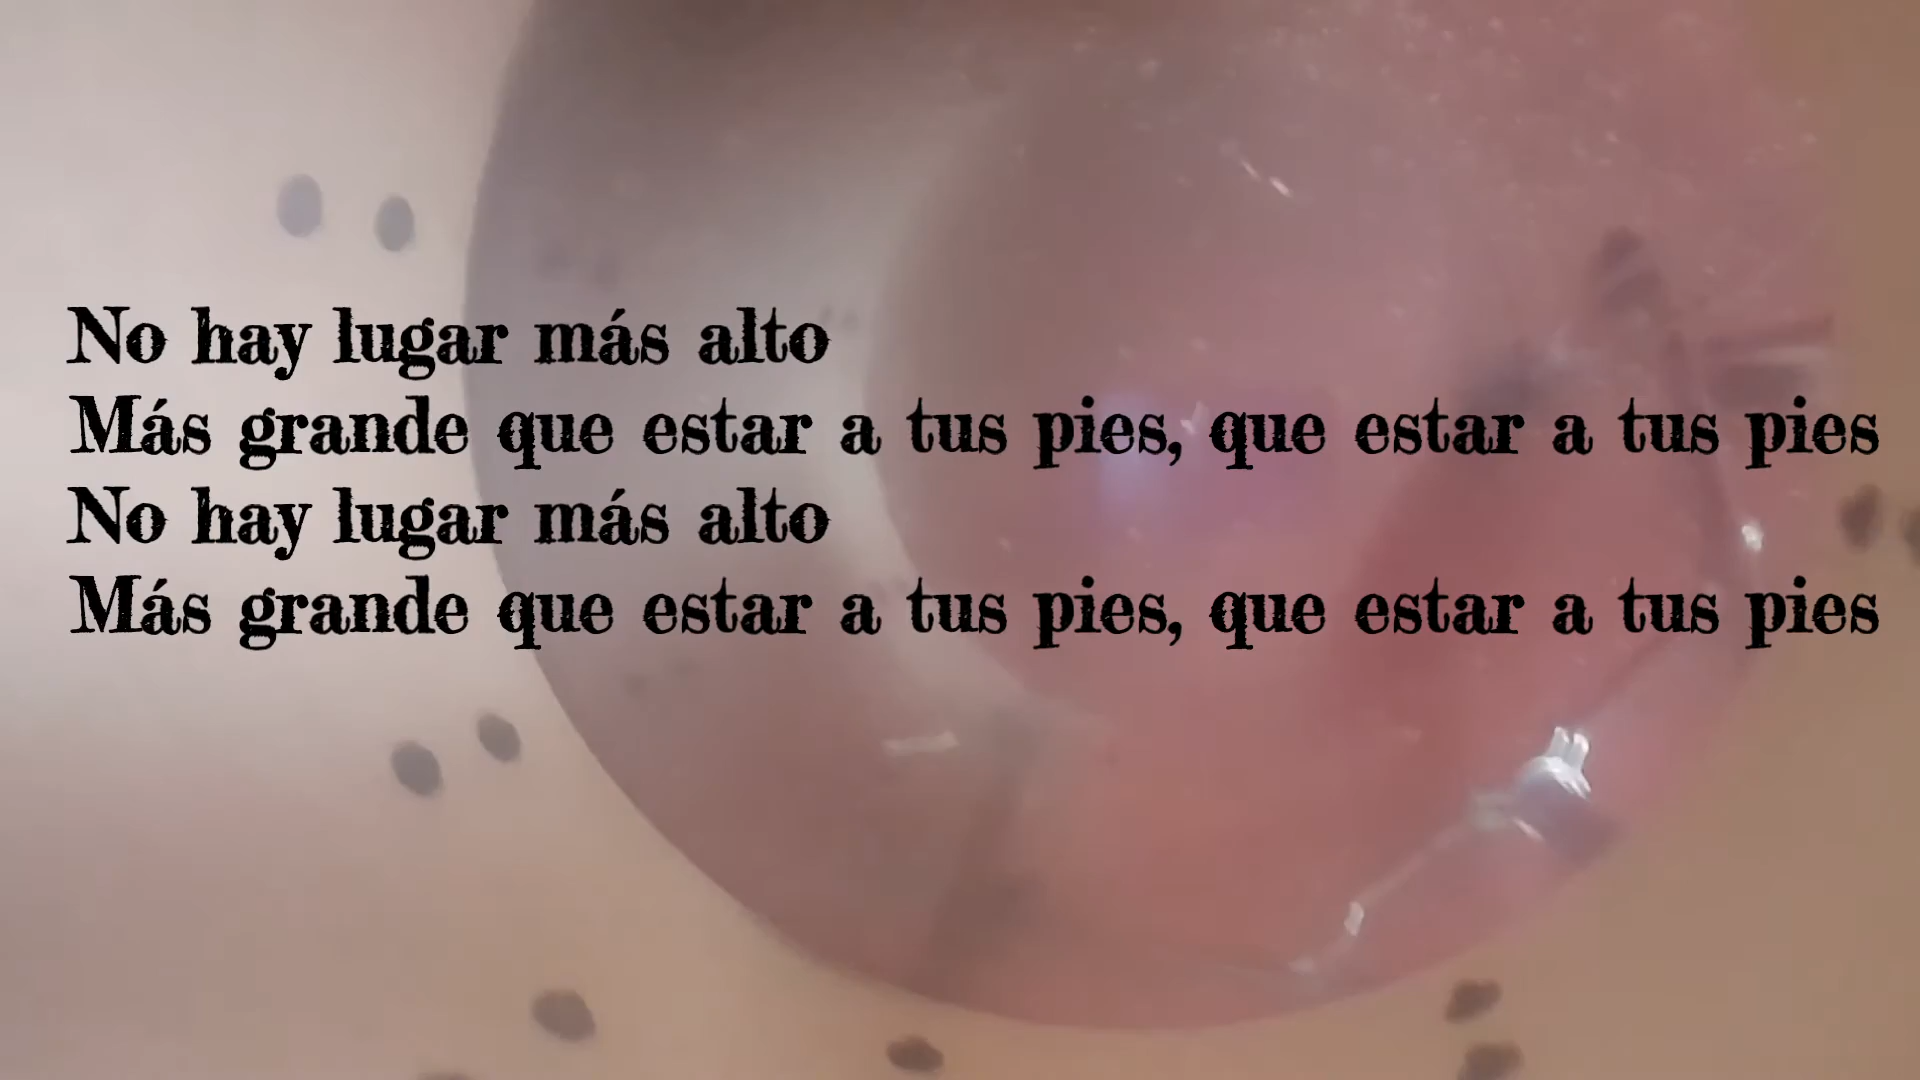 No hay lugar más alto
Más grande que estar a tus pies, que estar a tus pies
No hay lugar más alto
Más grande que estar a tus pies, que estar a tus pies